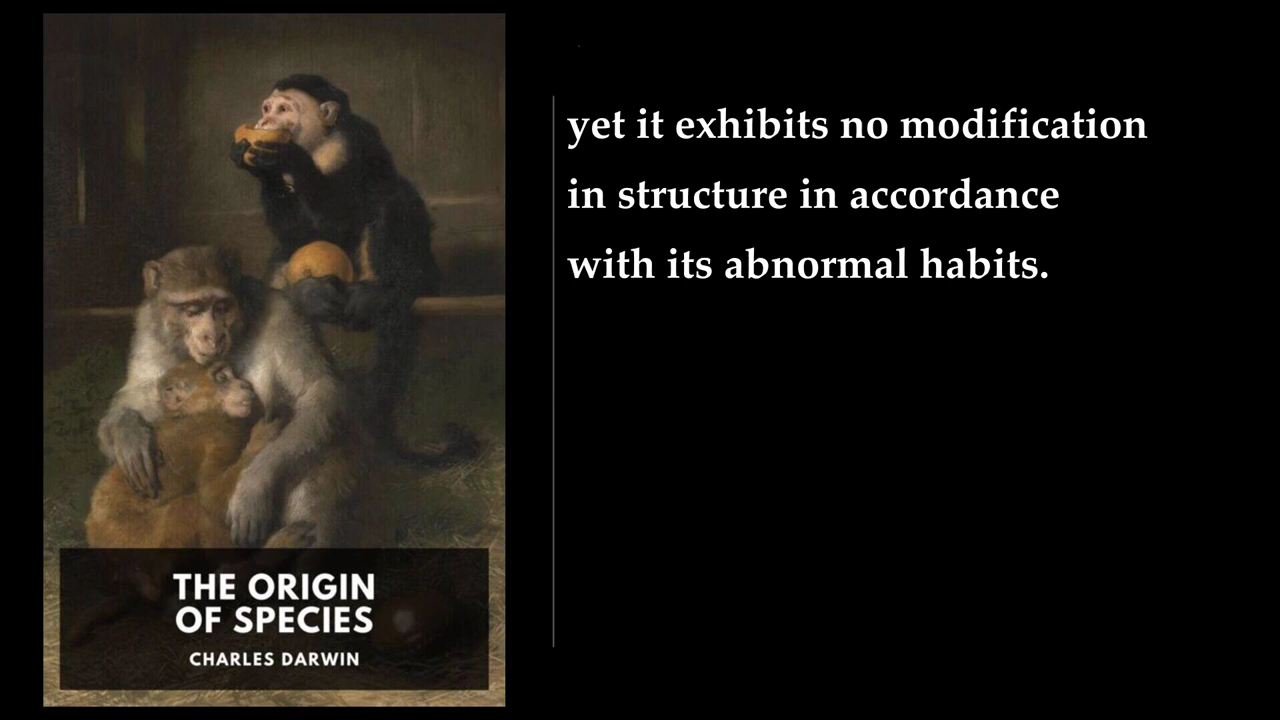 THE ORIGIN
OF SPECIES
CHARLES DARWIN
yet it exhibits no modification
in structure in accordance
with its abnormal habits.